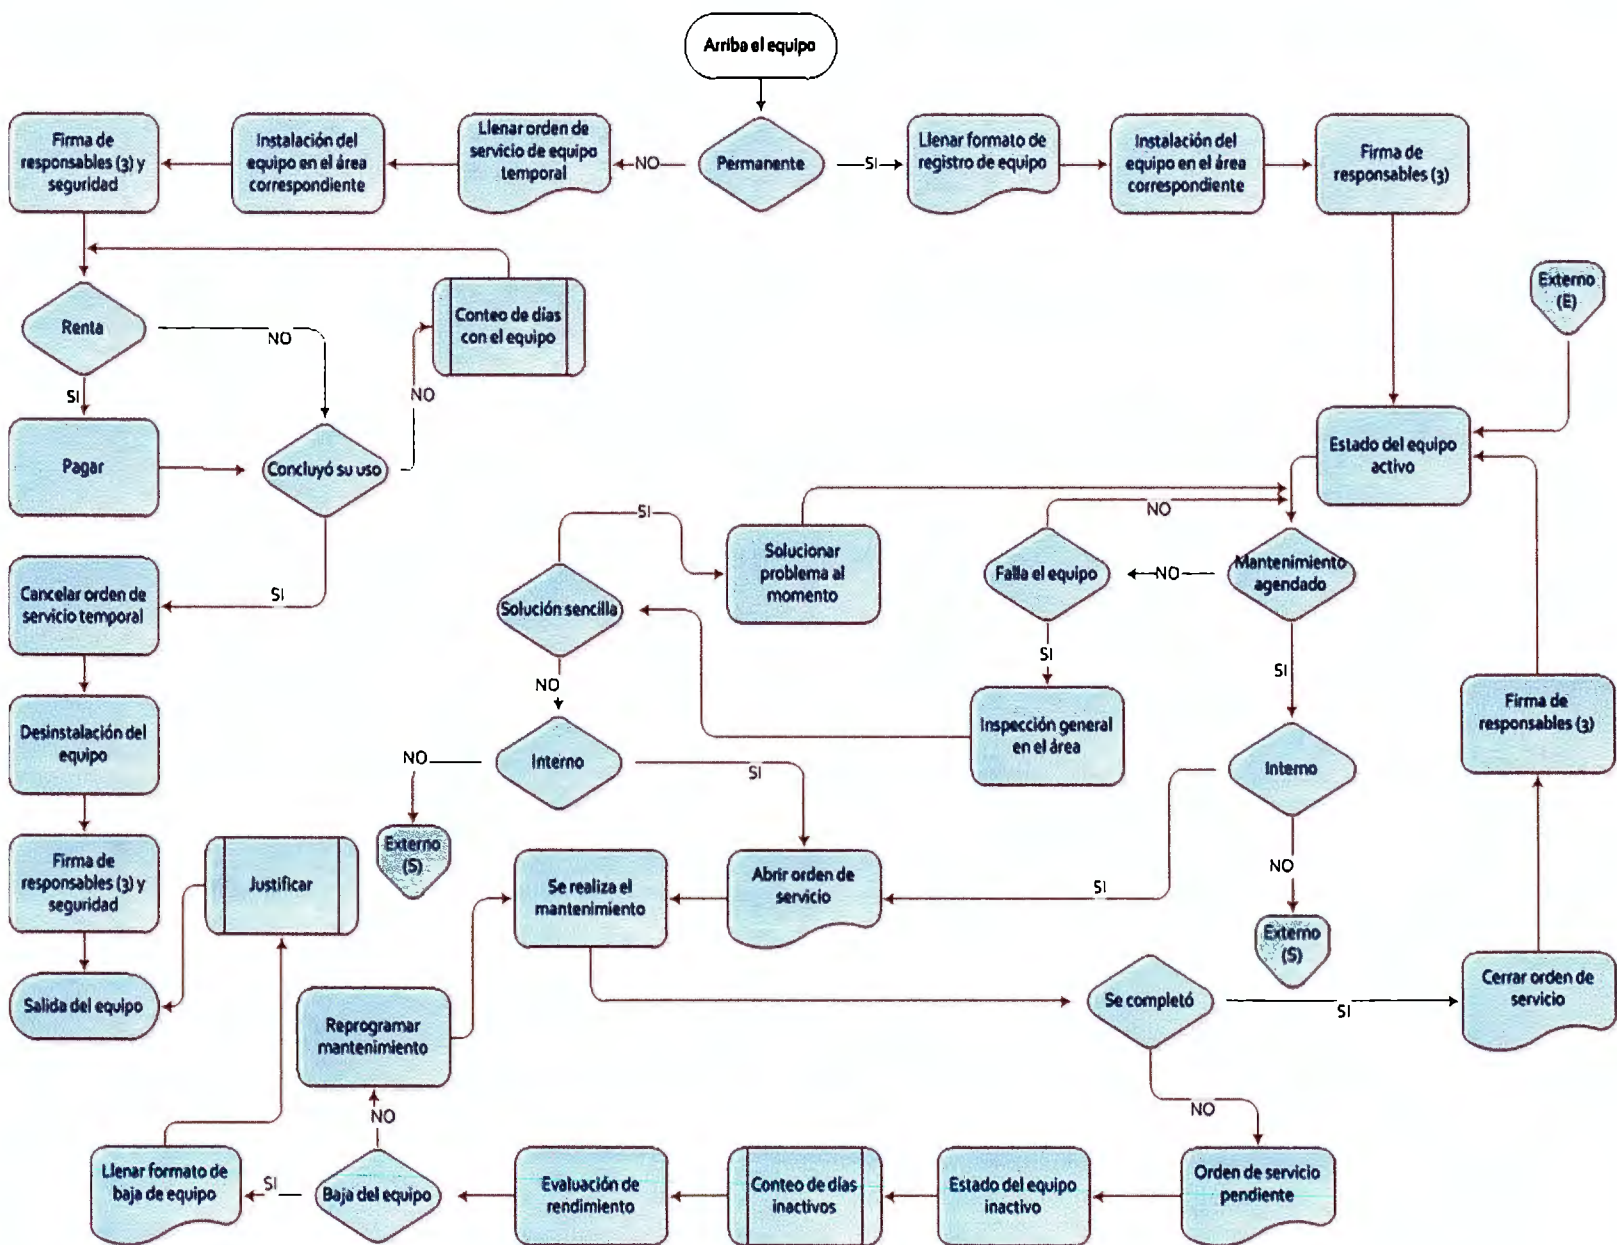 Arriba el equipo
Firma de
responsables (3) y
seguridad
Instalación del
equipo en el área
correspondiente
Llenar orden de
servicio de equipo
temporal
NO
Permanente
SI
Llenar formato de
registro de equipo
Instalación del
equipo en el área
correspondiente
Firma de
responsables (3)
Externo
(E)
Renta
NO
Conteo de días
con el equipo
SI
NO
Pagar
Concluyó su uso
Estado del equipo
activo
SI
NO
Solucionar
problema al
momento
Falla el equipo
NO
Mantenimiento
agendado
Cancelar orden de
servicio temporal
SI
Solución sencilla
SI
SI
NO
Desinstalación del
equipo
Inspección general
en el área
Firma de
responsables (3)
Interno
NO
SI
Interno
Externo
(S)
Firma de
responsables (3) y
seguridad
Justificar
Se realiza el
mantenimiento
Abrir orden de
servicio
SI
NO
Externo
(S)
Salida del equipo
Reprogramar
mantenimiento
Se completó
SI
Cerrar orden de
servicio
NO
NO
Llenar formato de
baja de equipo
SI
Baja del equipo
Evaluación de
rendimiento
Conteo de días
inactivos
Estado del equipo
inactivo
Orden de servicio
pendiente